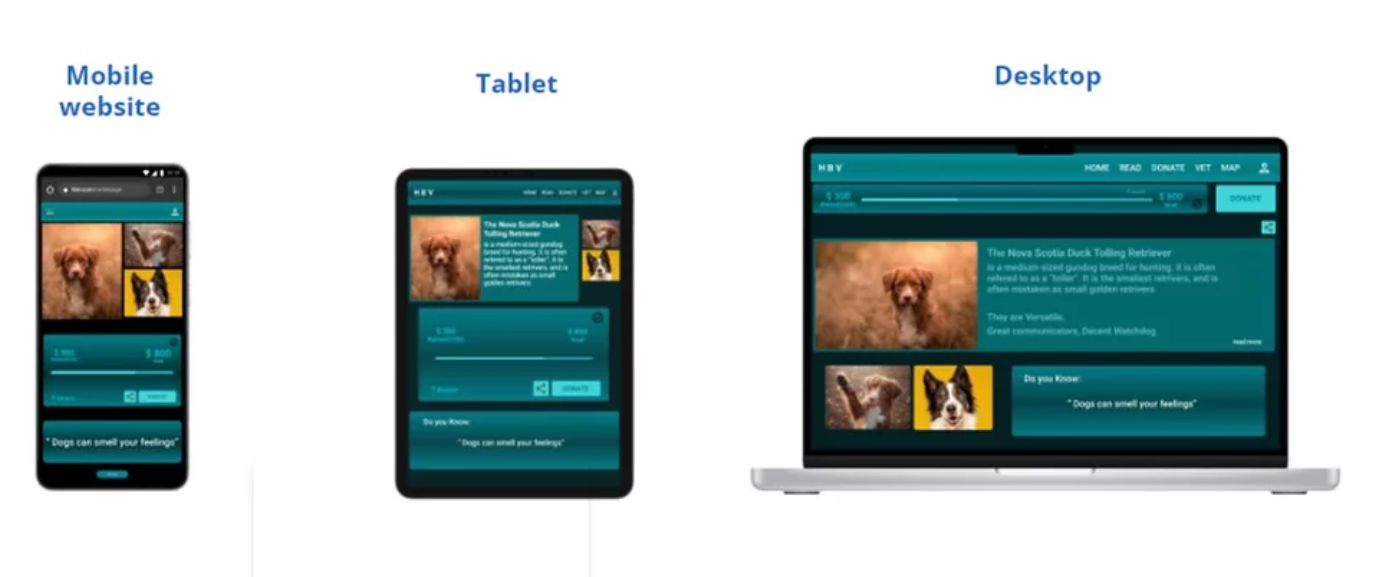 Mobile
website
Tablet
Desktop
$ 800
" Dogs can smell your feelings"
HBV
HOME READ DONATE VET MAP
The Nova Scotia Duck
Tolling Retriever
is a medium-sized gundog
breed for hunting. it is often
refered to as a "toller". It is
the smallest retrivers, and is
often mistaken as small
golden retrivers
$ 300
$ 800
DONATE
Do you Know:
"Dogs can smell your feelings"
HBV
HOME READ DONATE VET MAP
$ 300
$ 800
DONATE
The Nova Scotia Duck Tolling Retriever
is a medium-sized gundog breed for hunting. it is often
refered to as a "toller". It is the smallest retrivers, and is
often mistaken as small golden retrivers
They are Versatile,
Great communicators, Decent Watchdog
read more
Do you Know:
" Dogs can smell your feelings"